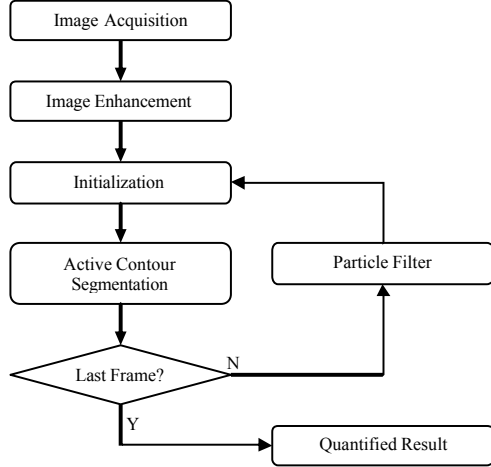 Image Acquisition
Image Enhancement
Initialization
Active Contour
Segmentation
Particle Filter
Last Frame?
N
Y
Quantified Result